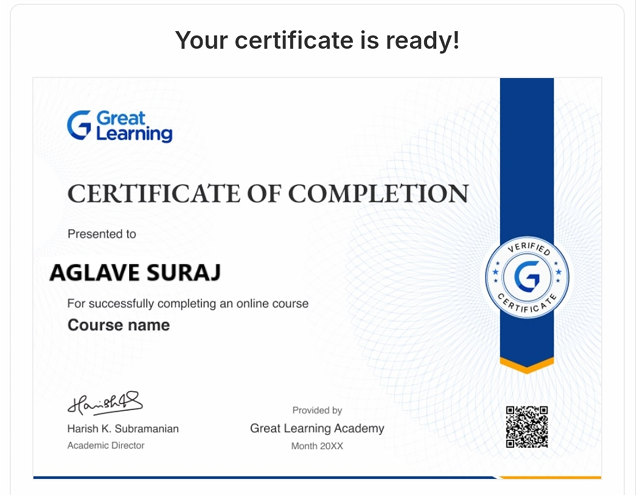 Your certificate is ready!
Great
Learning
CERTIFICATE OF COMPLETION
Presented to
AGLAVE SURAJ
VERIFIED
CERTIFICATE
For successfully completing an online course
Course name
Harish K. Subramanian
Academic Director
Provided by
Great Learning Academy
Month 20XX